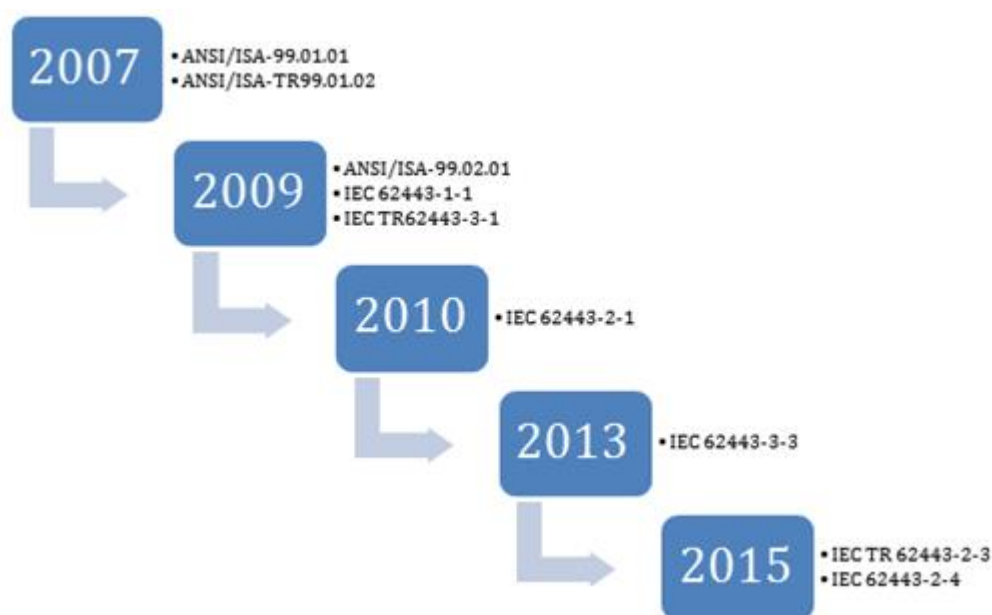 2007
• ANSI/ISA-99.01.01
• ANSI/ISA-TR99.01.02
2009
• ANSI/ISA-99.02.01
• IEC 62443-1-1
• IEC TR62443-3-1
2010
• IEC 62443-2-1
2013
• IEC 62443-3-3
2015
• IEC TR 62443-2-3
• IEC 62443-2-4